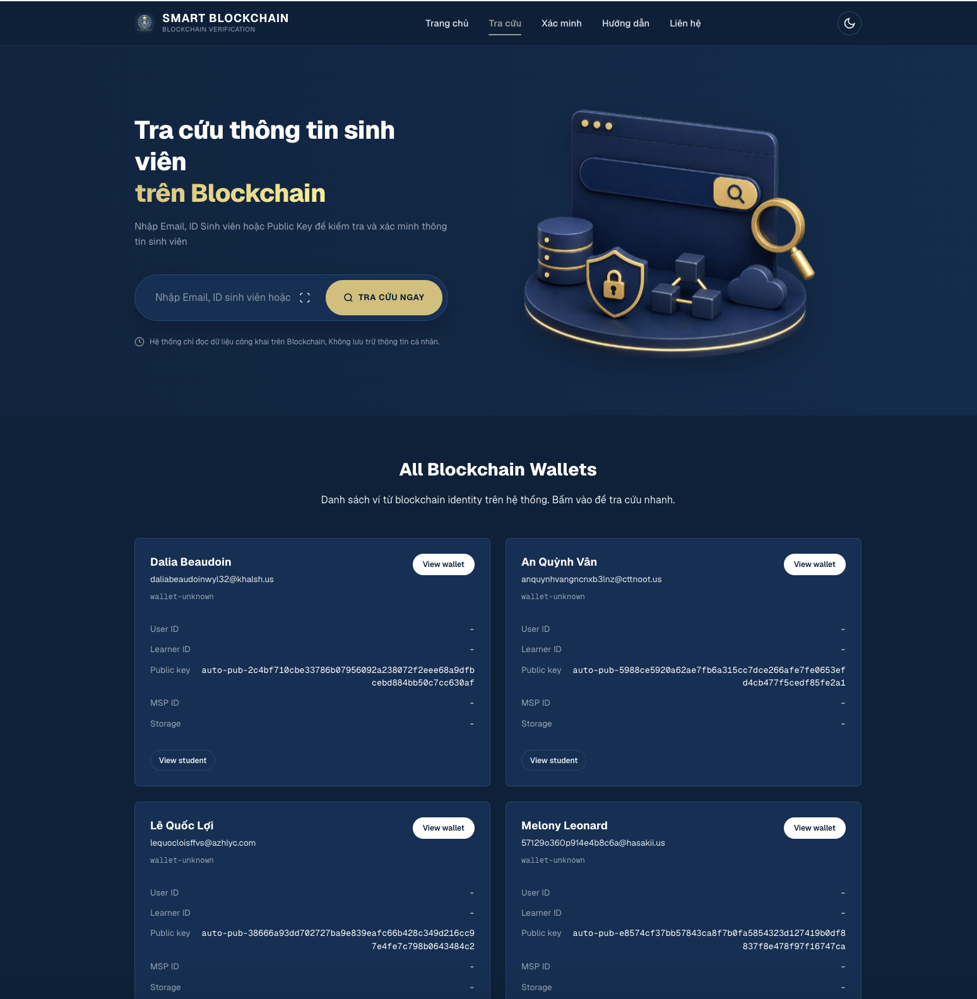 SMART BLOCKCHAIN
BLOCKCHAIN VERIFICATION
Trang chủ
Tra cứu
Xác minh
Hướng dẫn
Liên hệ
Tra cứu thông tin sinh
viên
trên Blockchain
Nhập Email, ID Sinh viên hoặc Public Key để kiểm tra và xác minh thông
tin sinh viên
Nhập Email, ID sinh viên hoặc
TRA CỨU NGAY
Hệ thống chỉ đọc dữ liệu công khai trên Blockchain, Không lưu trữ thông tin cá nhân.
All Blockchain Wallets
Danh sách ví từ blockchain identity trên hệ thống. Bấm vào để tra cứu nhanh.
Dalia Beaudoin
View wallet
daliabeaudoinwyl32@khalsh.us
wallet-unknown
User ID -
Learner ID -
Public key auto-pub-2c4bf710cbe33786b07956092a238072f2eee68a9dfb
cebd884bb50c7cc630af
MSP ID -
Storage -
View student
An Quỳnh Vân
View wallet
anquynhvangncnxb3lnz@cttnoot.us
wallet-unknown
User ID -
Learner ID -
Public key auto-pub-5988ce5920a62ae7fb6a315cc7dce266afe7fe0653ef
d4cb477f5cedf85fe2a1
MSP ID -
Storage -
View student
Lê Quốc Lợi
View wallet
lequocloisffvs@azhlyc.com
wallet-unknown
User ID -
Learner ID -
Public key auto-pub-38666a93dd702727ba9e839eafc66b428c349d216cc9
7e4fe7c798b0643484c2
MSP ID -
Storage -
Melony Leonard
View wallet
57129o360p914e4b8c6a@hasakii.us
wallet-unknown
User ID -
Learner ID -
Public key auto-pub-e8574cf37bb57843ca8f7b0fa5854323d127419b0df8
837f8e478f97f16747ca
MSP ID -
Storage -